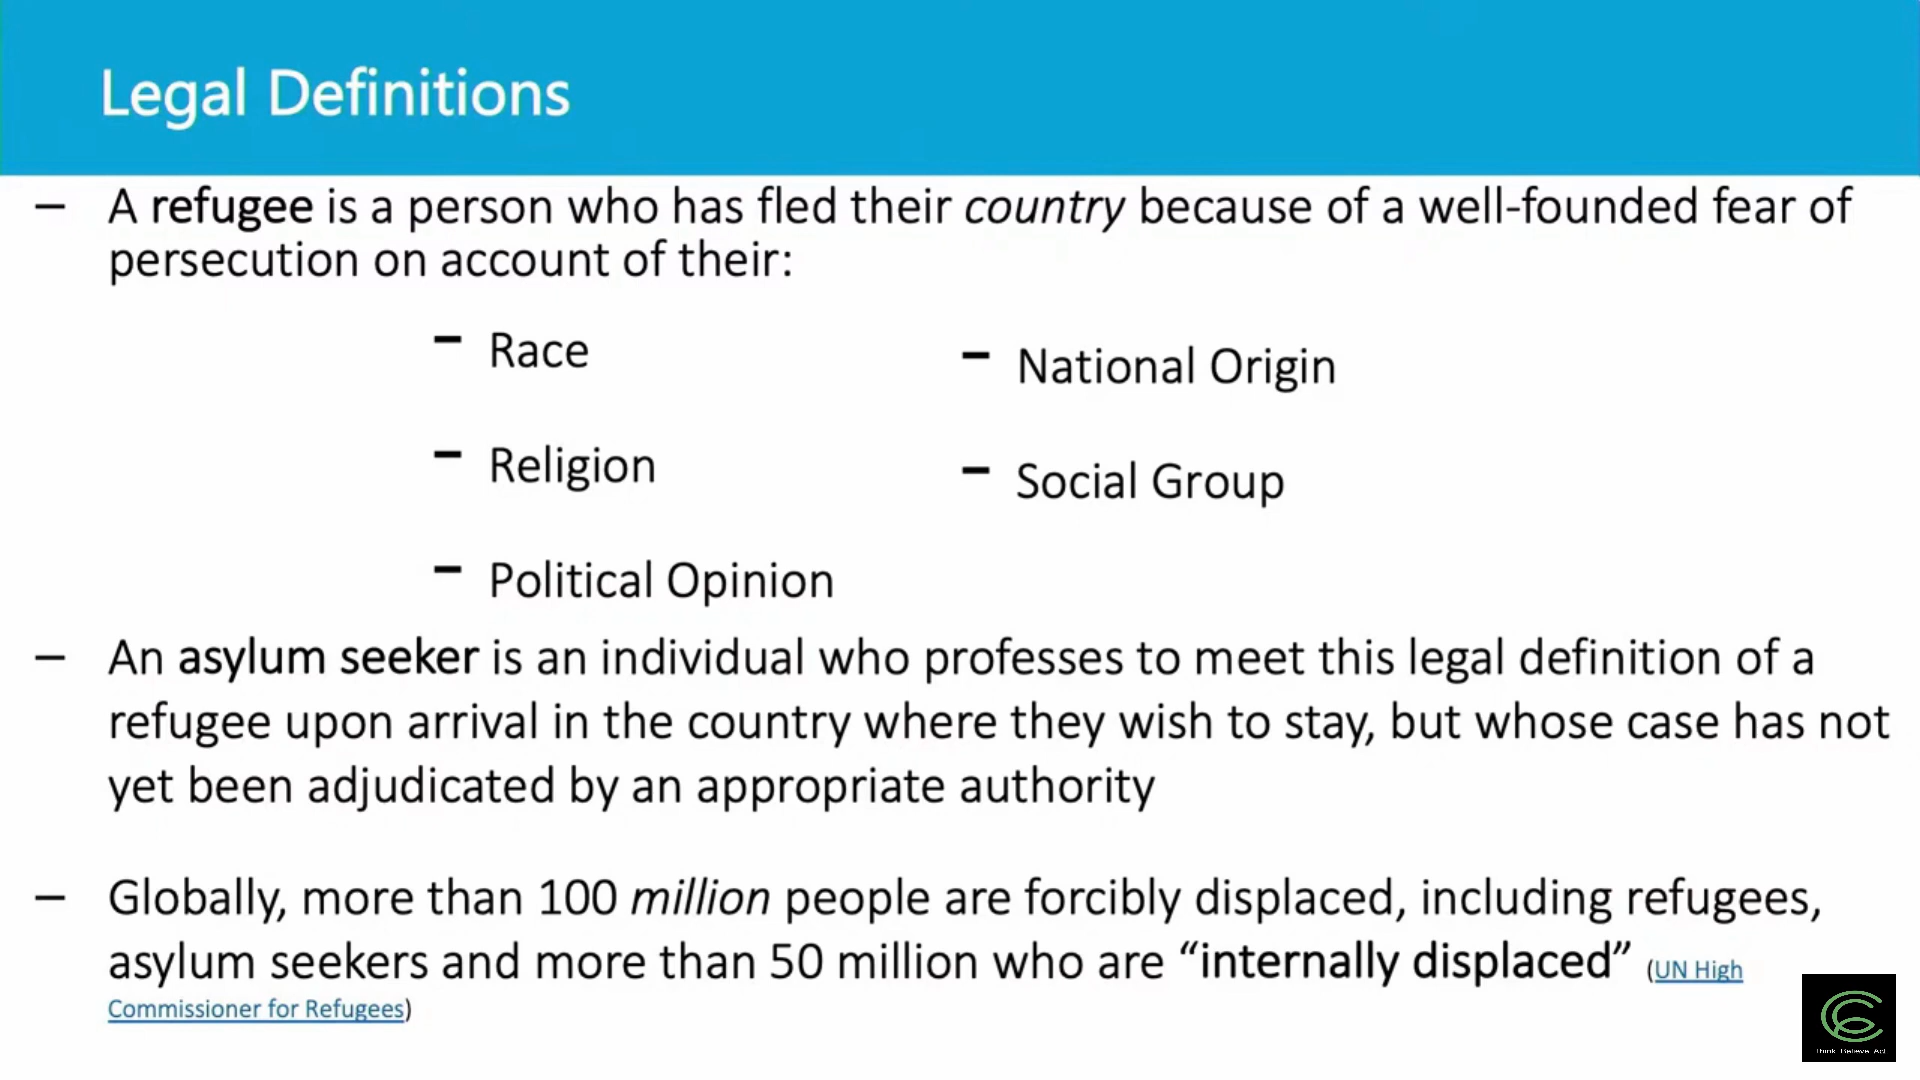 Legal Definitions
– A refugee is a person who has fled their country because of a well-founded fear of
persecution on account of their:
– Race
– Religion
– Political Opinion
– National Origin
– Social Group
– An asylum seeker is an individual who professes to meet this legal definition of a
refugee upon arrival in the country where they wish to stay, but whose case has not
yet been adjudicated by an appropriate authority
– Globally, more than 100 million people are forcibly displaced, including refugees,
asylum seekers and more than 50 million who are “internally displaced” (UN High
Commissioner for Refugees)
Think Believe Act